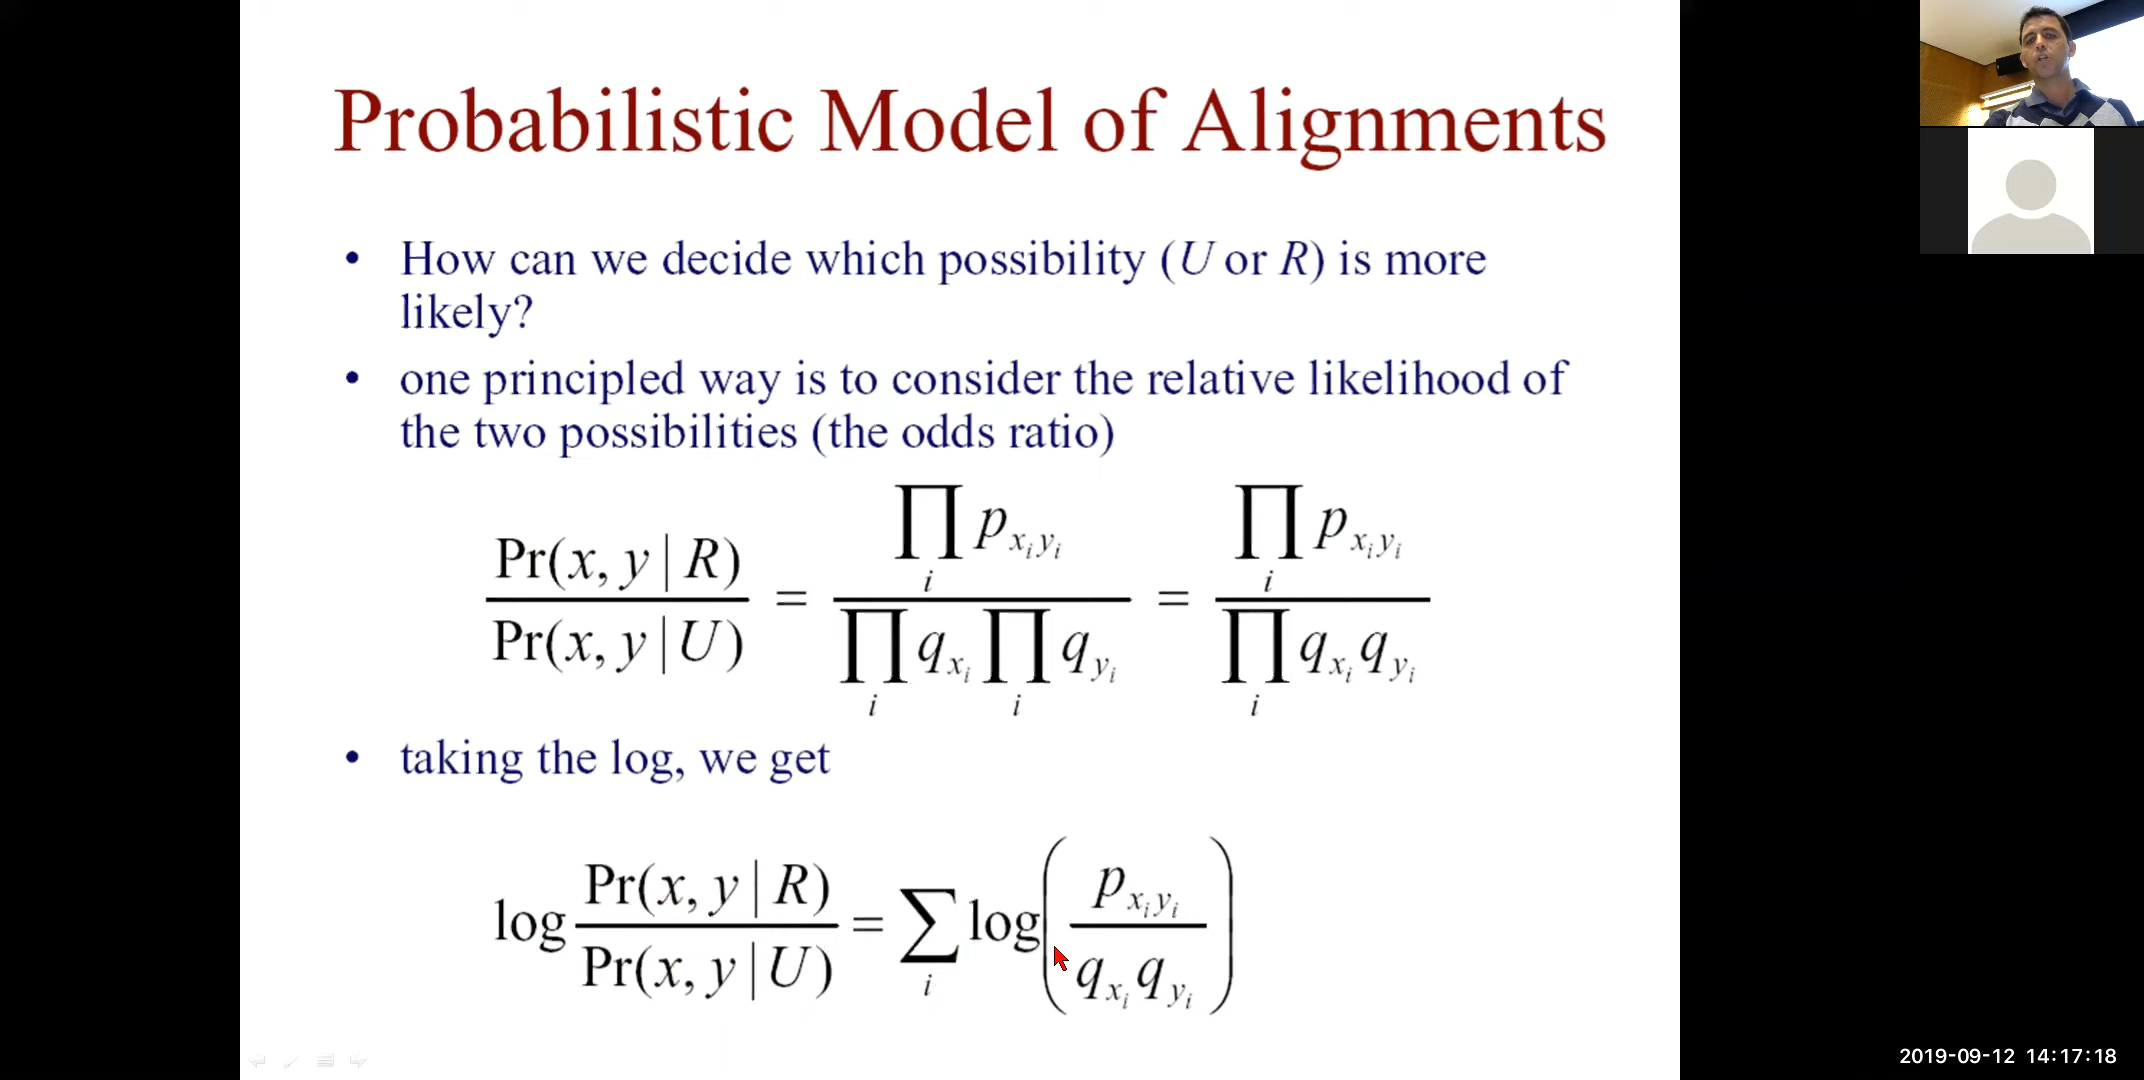 Probabilistic Model of Alignments
• How can we decide which possibility (U or R) is more
likely?
• one principled way is to consider the relative likelihood of
the two possibilities (the odds ratio)
Pr(x, y | R) / Pr(x, y | U) = ∏_i p_{x_i y_i} / ∏_i q_{x_i} ∏_i q_{y_i} = ∏_i p_{x_i y_i} / ∏_i q_{x_i} q_{y_i}
• taking the log, we get
log Pr(x, y | R) / Pr(x, y | U) = ∑_i log( p_{x_i y_i} / q_{x_i} q_{y_i} )
2019-09-12 14:17:18